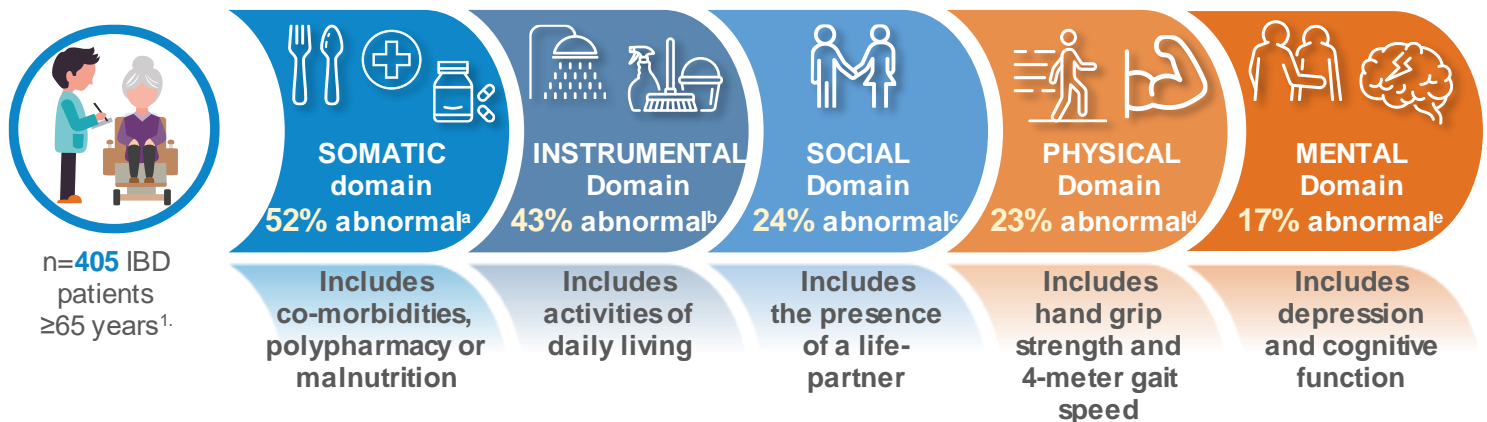 SOMATIC
domain
52% abnormalᵃ
INSTRUMENTAL
Domain
43% abnormalᵇ
SOCIAL
Domain
24% abnormalᶜ
PHYSICAL
Domain
23% abnormalᵈ
MENTAL
Domain
17% abnormalᵉ
n=405 IBD
patients
≥65 years¹·
Includes
co-morbidities,
polypharmacy or
malnutrition
Includes
activities of
daily living
Includes
the presence
of a life-
partner
Includes
hand grip
strength and
4-meter gait
speed
Includes
depression
and cognitive
function